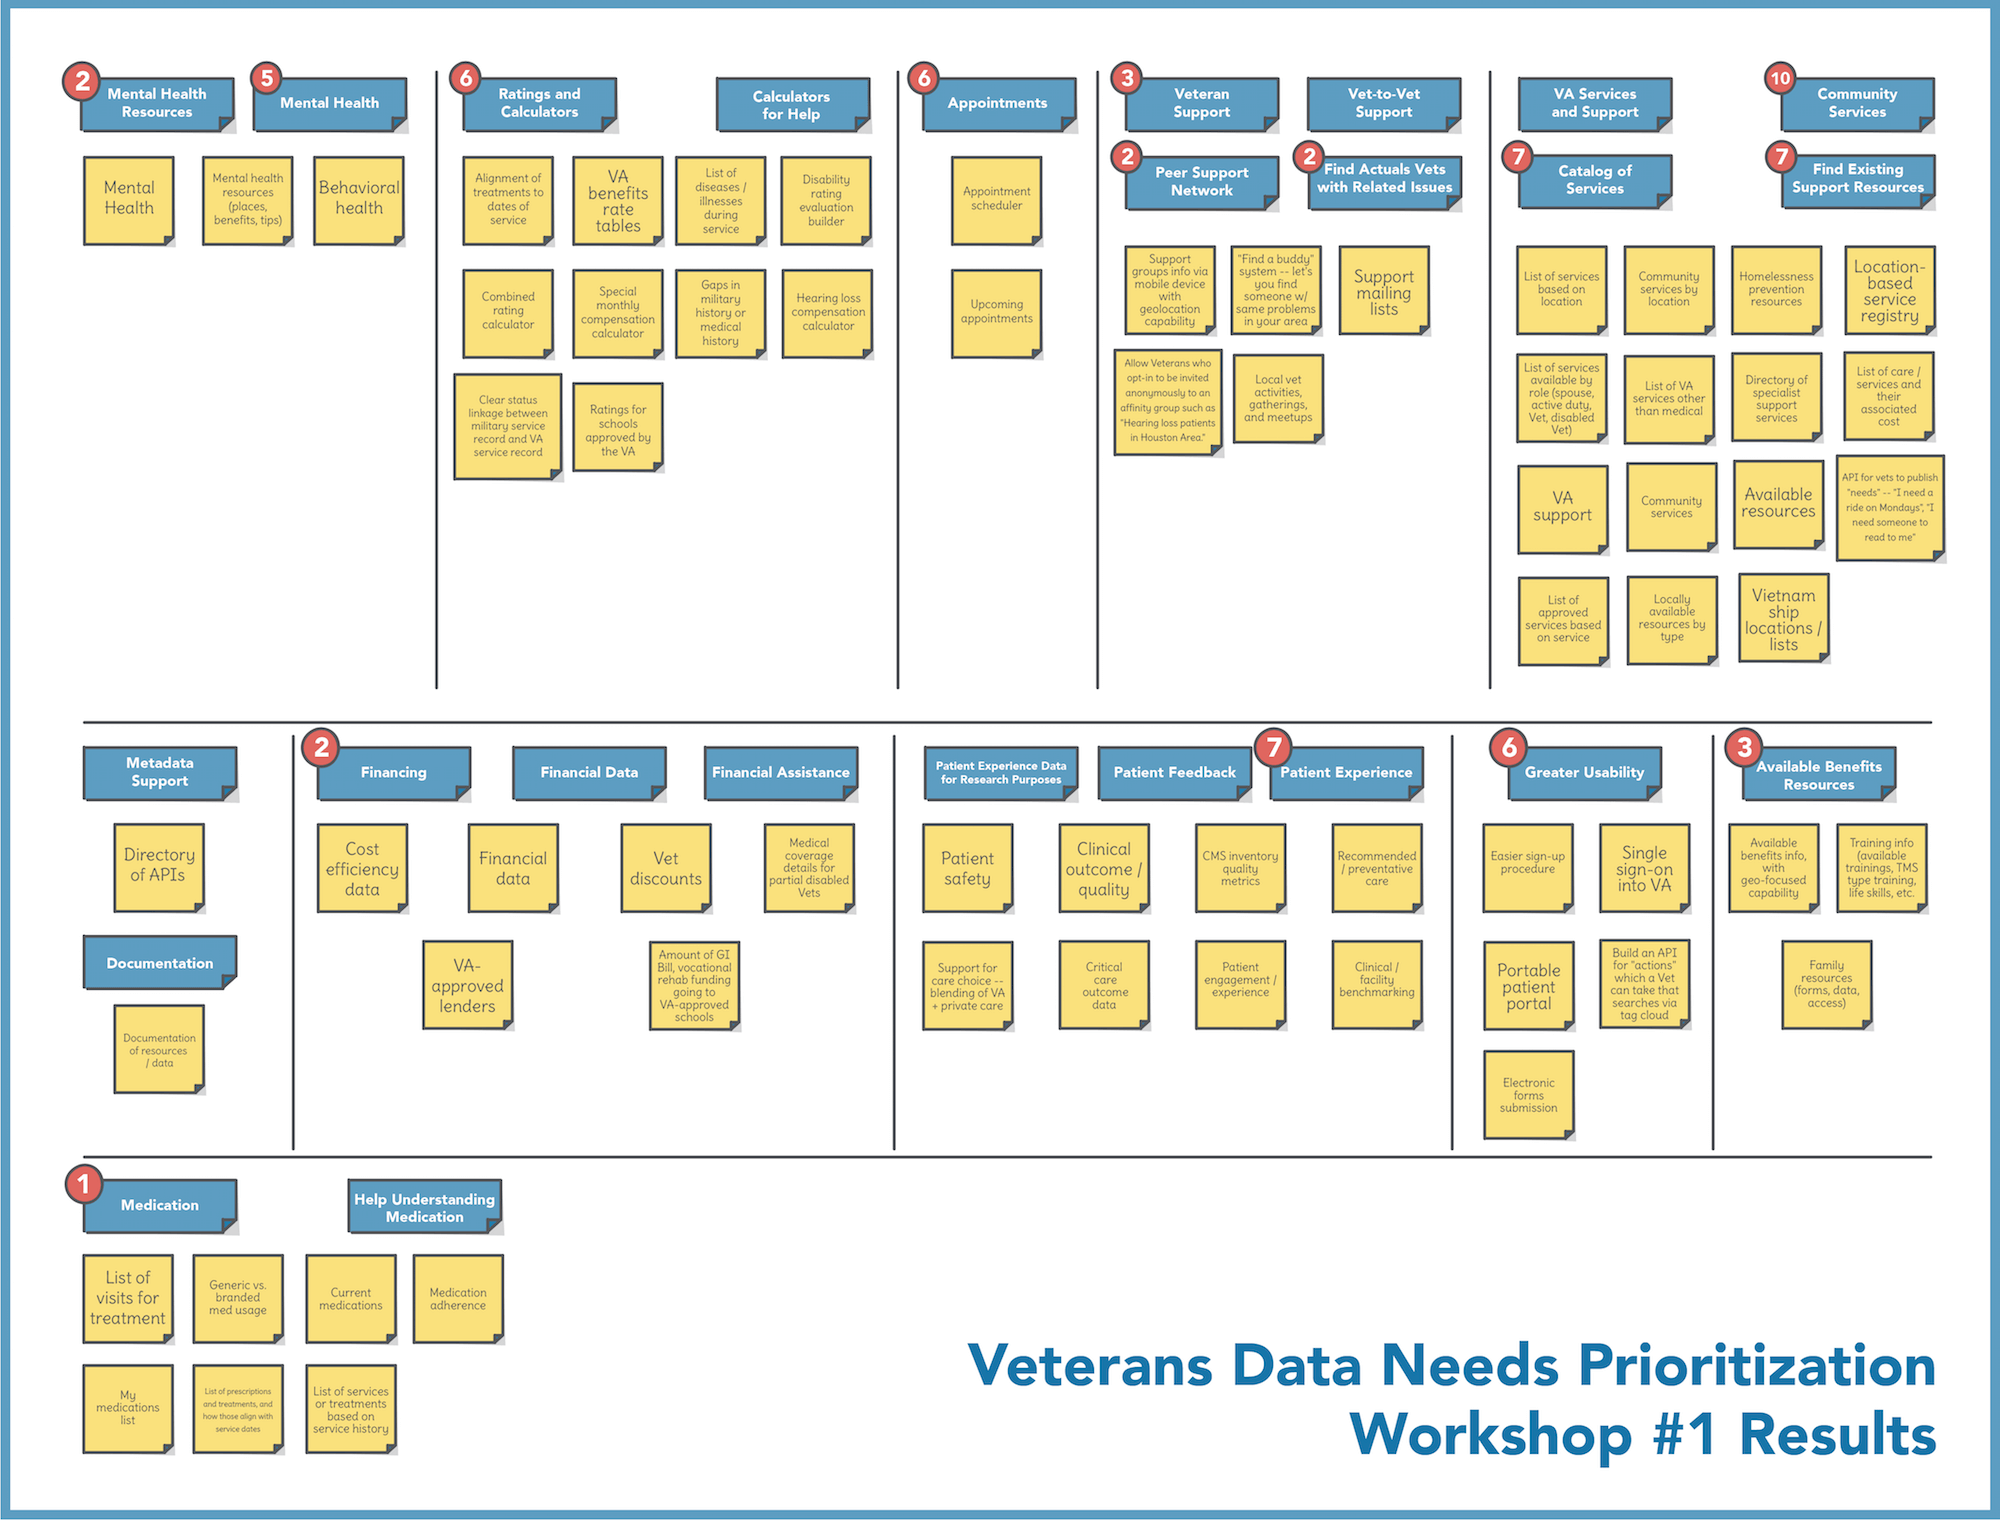 2
Mental Health
Resources
5
Mental Health
Mental
Health
Mental health
resources
(places,
benefits, tips)
Behavioral
health
6
Ratings and
Calculators
Calculators
for Help
Alignment of
treatments to
dates of
service
VA
benefits
rate
tables
List of
diseases /
illnesses
during
service
Disability
rating
evaluation
builder
Combined
rating
calculator
Special
monthly
compensation
calculator
Gaps in
military
history or
medical
history
Hearing loss
compensation
calculator
Clear status
linkage between
military service
record and VA
service record
Ratings for
schools
approved by
the VA
6
Appointments
Appointment
scheduler
Upcoming
appointments
3
Veteran
Support
Vet-to-Vet
Support
2
Peer Support
Network
2
Find Actuals Vets
with Related Issues
Support
groups info via
mobile device
with
geolocation
capability
"Find a buddy"
system -- let's
you find
someone w/
same problems
in your area
Support
mailing
lists
Allow Veterans who
opt-in to be invited
anonymously to an
affinity group such as
"Hearing loss patients
in Houston Area."
Local vet
activities,
gatherings,
and meetups
VA Services
and Support
10
Community
Services
7
Catalog of
Services
7
Find Existing
Support Resources
List of services
based on
location
Community
services by
location
Homelessness
prevention
resources
Location-
based
service
registry
List of services
available by
role (spouse,
active duty,
Vet, disabled
Vet)
List of VA
services other
than medical
Directory of
specialist
support
services
List of care /
services and
their
associated
cost
VA
support
Community
services
Available
resources
API for vets to publish
"needs" -- "I need a
ride on Mondays", "I
need someone to
read to me"
List of
approved
services based
on service
Locally
available
resources by
type
Vietnam
ship
locations /
lists
Metadata
Support
Directory
of APIs
Documentation
Documentation
of resources
/ data
2
Financing
Financial Data
Financial Assistance
Cost
efficiency
data
Financial
data
Vet
discounts
Medical
coverage
details for
partial disabled
Vets
VA-
approved
lenders
Amount of GI
Bill, vocational
rehab funding
going to
VA-approved
schools
Patient Experience Data
for Research Purposes
Patient Feedback
7
Patient Experience
Patient
safety
Clinical
outcome /
quality
CMS inventory
quality
metrics
Recommended
/ preventative
care
Support for
care choice --
blending of VA
+ private care
Critical
care
outcome
data
Patient
engagement /
experience
Clinical /
facility
benchmarking
6
Greater Usability
Easier sign-up
procedure
Single
sign-on
into VA
Portable
patient
portal
Build an API
for "actions"
which a Vet
can take that
searches via
tag cloud
Electronic
forms
submission
3
Available Benefits
Resources
Available
benefits info,
with
geo-focused
capability
Training info
(available
trainings, TMS
type training,
life skills, etc.
Family
resources
(forms, data,
access)
1
Medication
Help Understanding
Medication
List of
visits for
treatment
Generic vs.
branded
med usage
Current
medications
Medication
adherence
My
medications
list
List of prescriptions
and treatments, and
how those align with
service dates
List of services
or treatments
based on
service history
Veterans Data Needs Prioritization
Workshop #1 Results